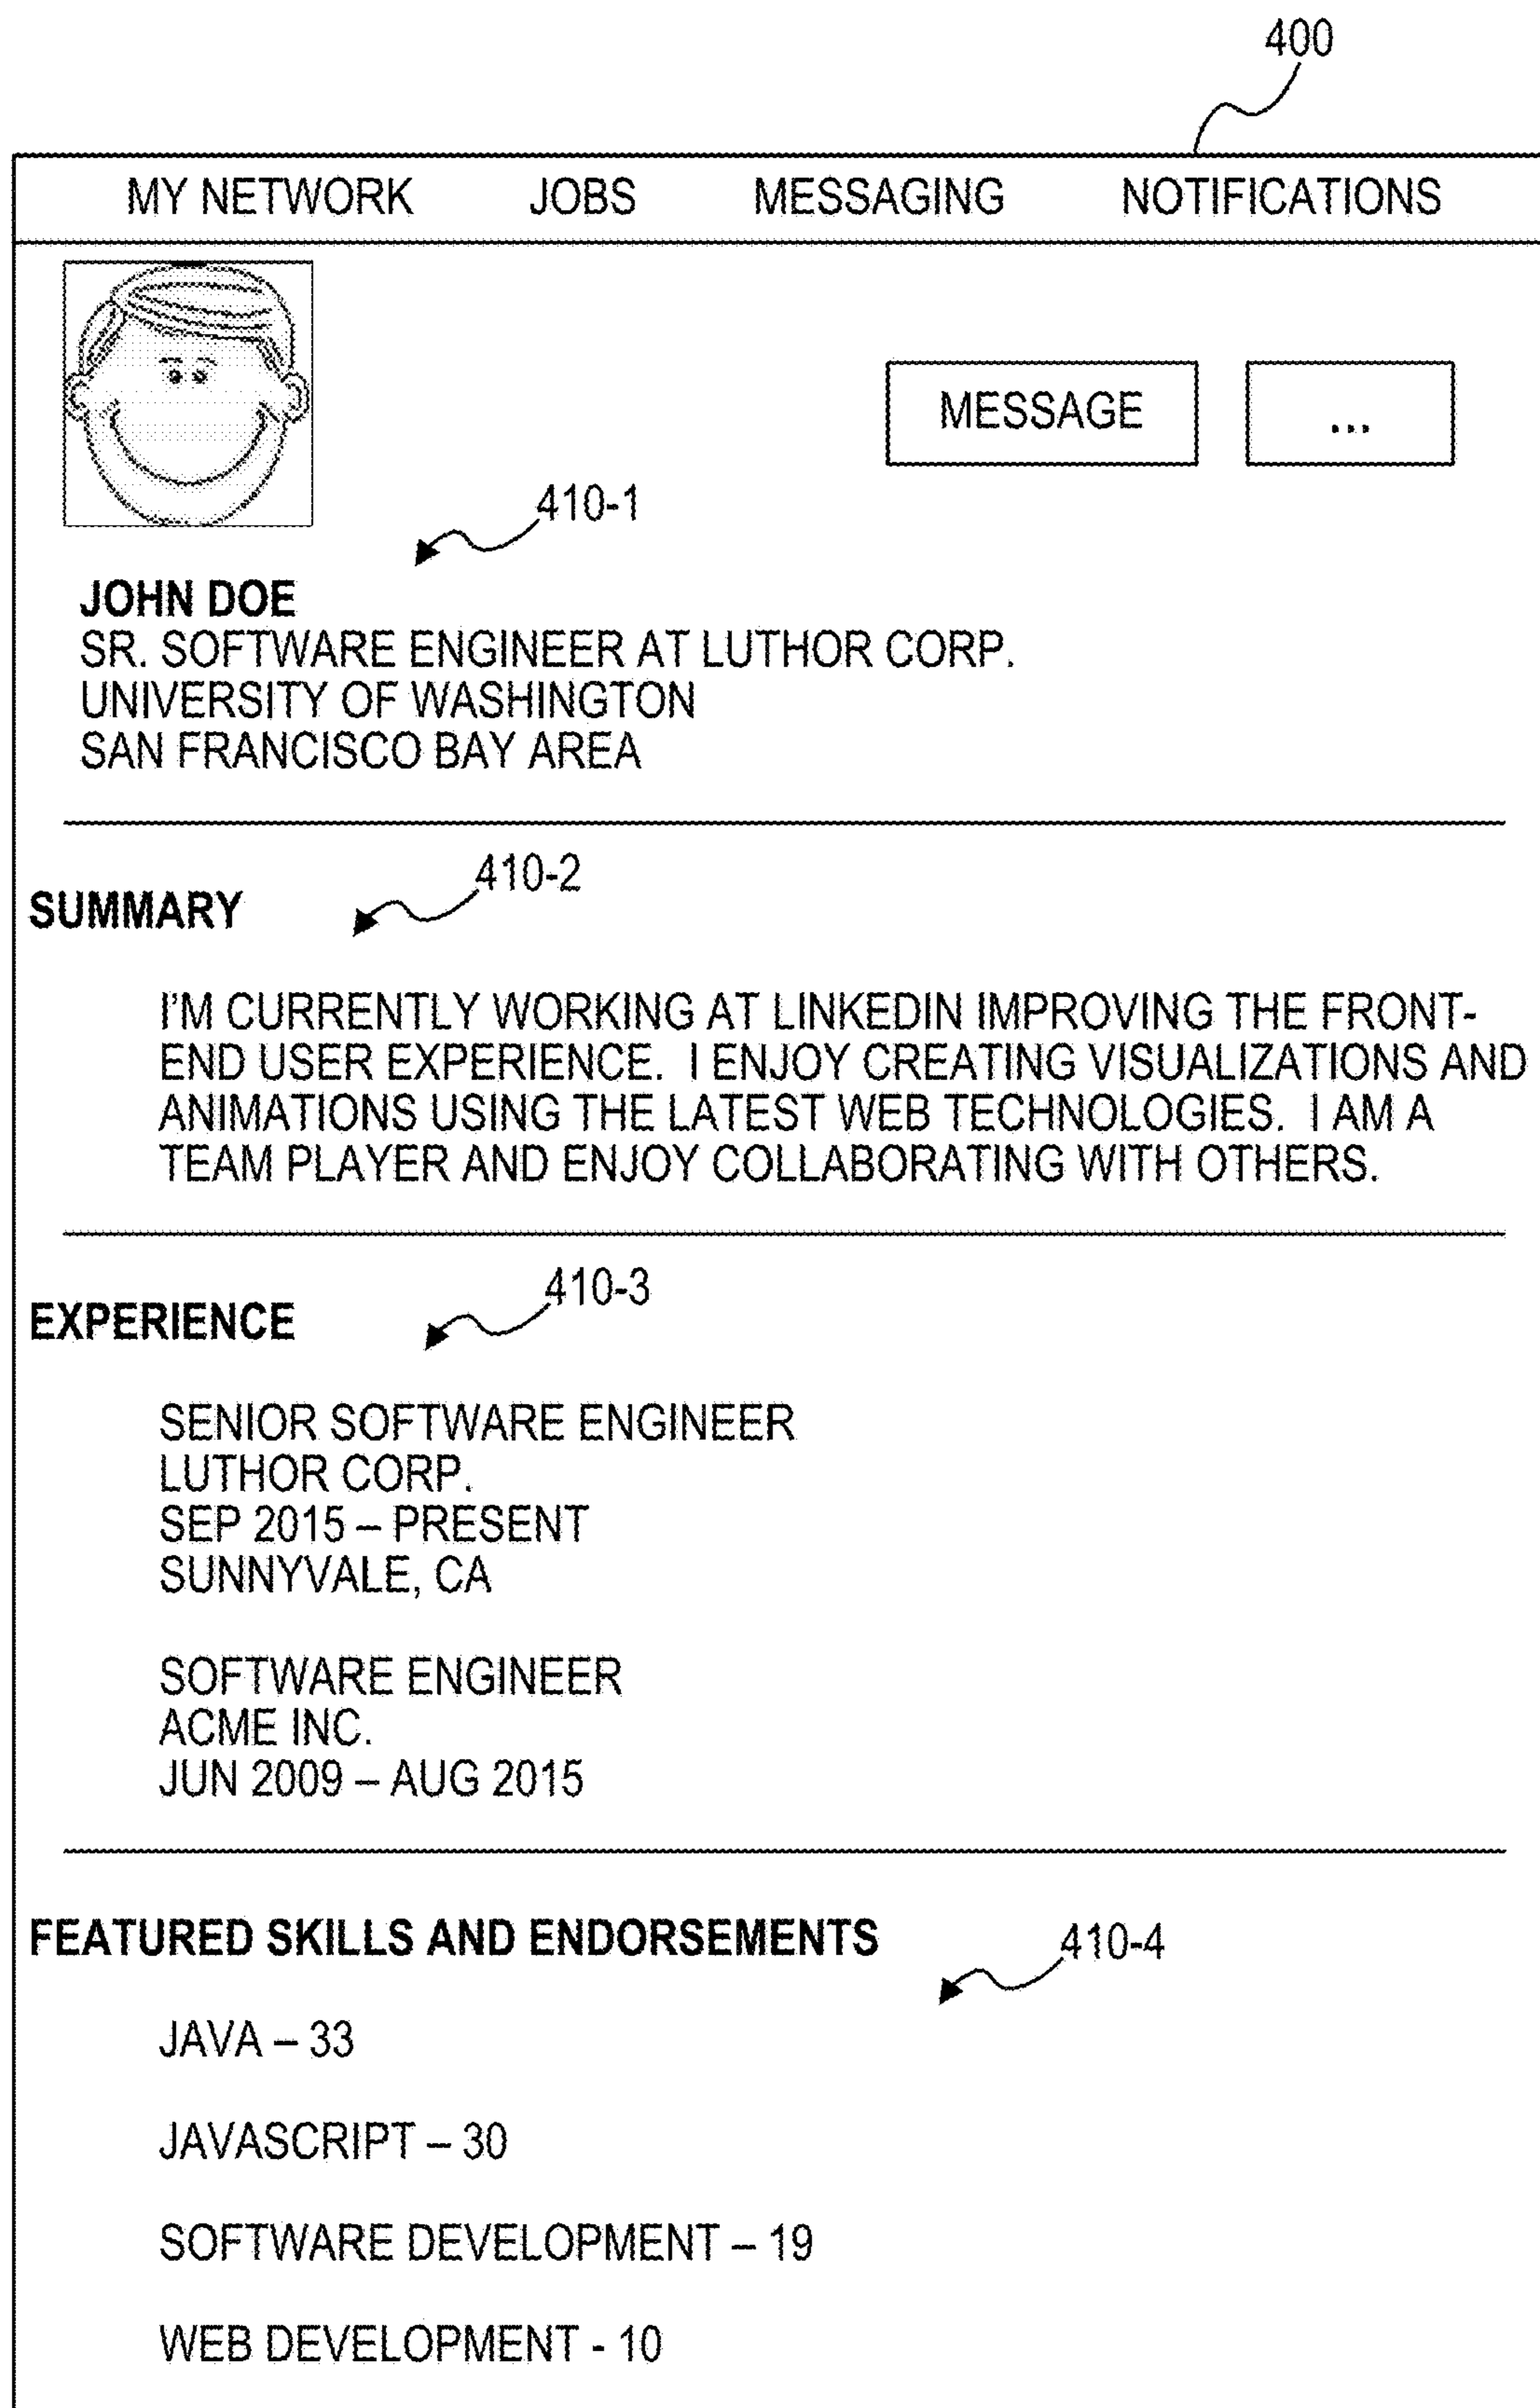 400
MY NETWORK JOBS MESSAGING NOTIFICATIONS
MESSAGE ...
410-1
JOHN DOE
SR. SOFTWARE ENGINEER AT LUTHOR CORP.
UNIVERSITY OF WASHINGTON
SAN FRANCISCO BAY AREA
410-2
SUMMARY
I'M CURRENTLY WORKING AT LINKEDIN IMPROVING THE FRONT-
END USER EXPERIENCE. I ENJOY CREATING VISUALIZATIONS AND
ANIMATIONS USING THE LATEST WEB TECHNOLOGIES. I AM A
TEAM PLAYER AND ENJOY COLLABORATING WITH OTHERS.
410-3
EXPERIENCE
SENIOR SOFTWARE ENGINEER
LUTHOR CORP.
SEP 2015 – PRESENT
SUNNYVALE, CA
SOFTWARE ENGINEER
ACME INC.
JUN 2009 – AUG 2015
FEATURED SKILLS AND ENDORSEMENTS
410-4
JAVA – 33
JAVASCRIPT – 30
SOFTWARE DEVELOPMENT – 19
WEB DEVELOPMENT - 10